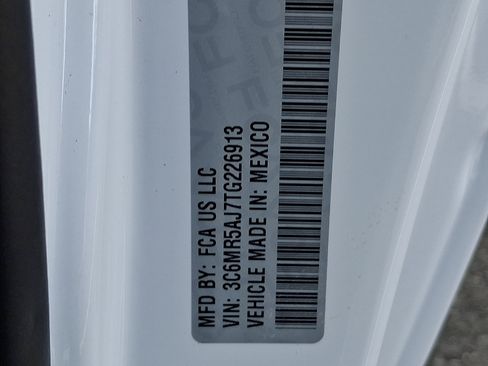 MFD BY: FCA US LLC
VIN: 3C6MR5AJ7TG226913
VEHICLE MADE IN: MEXICO